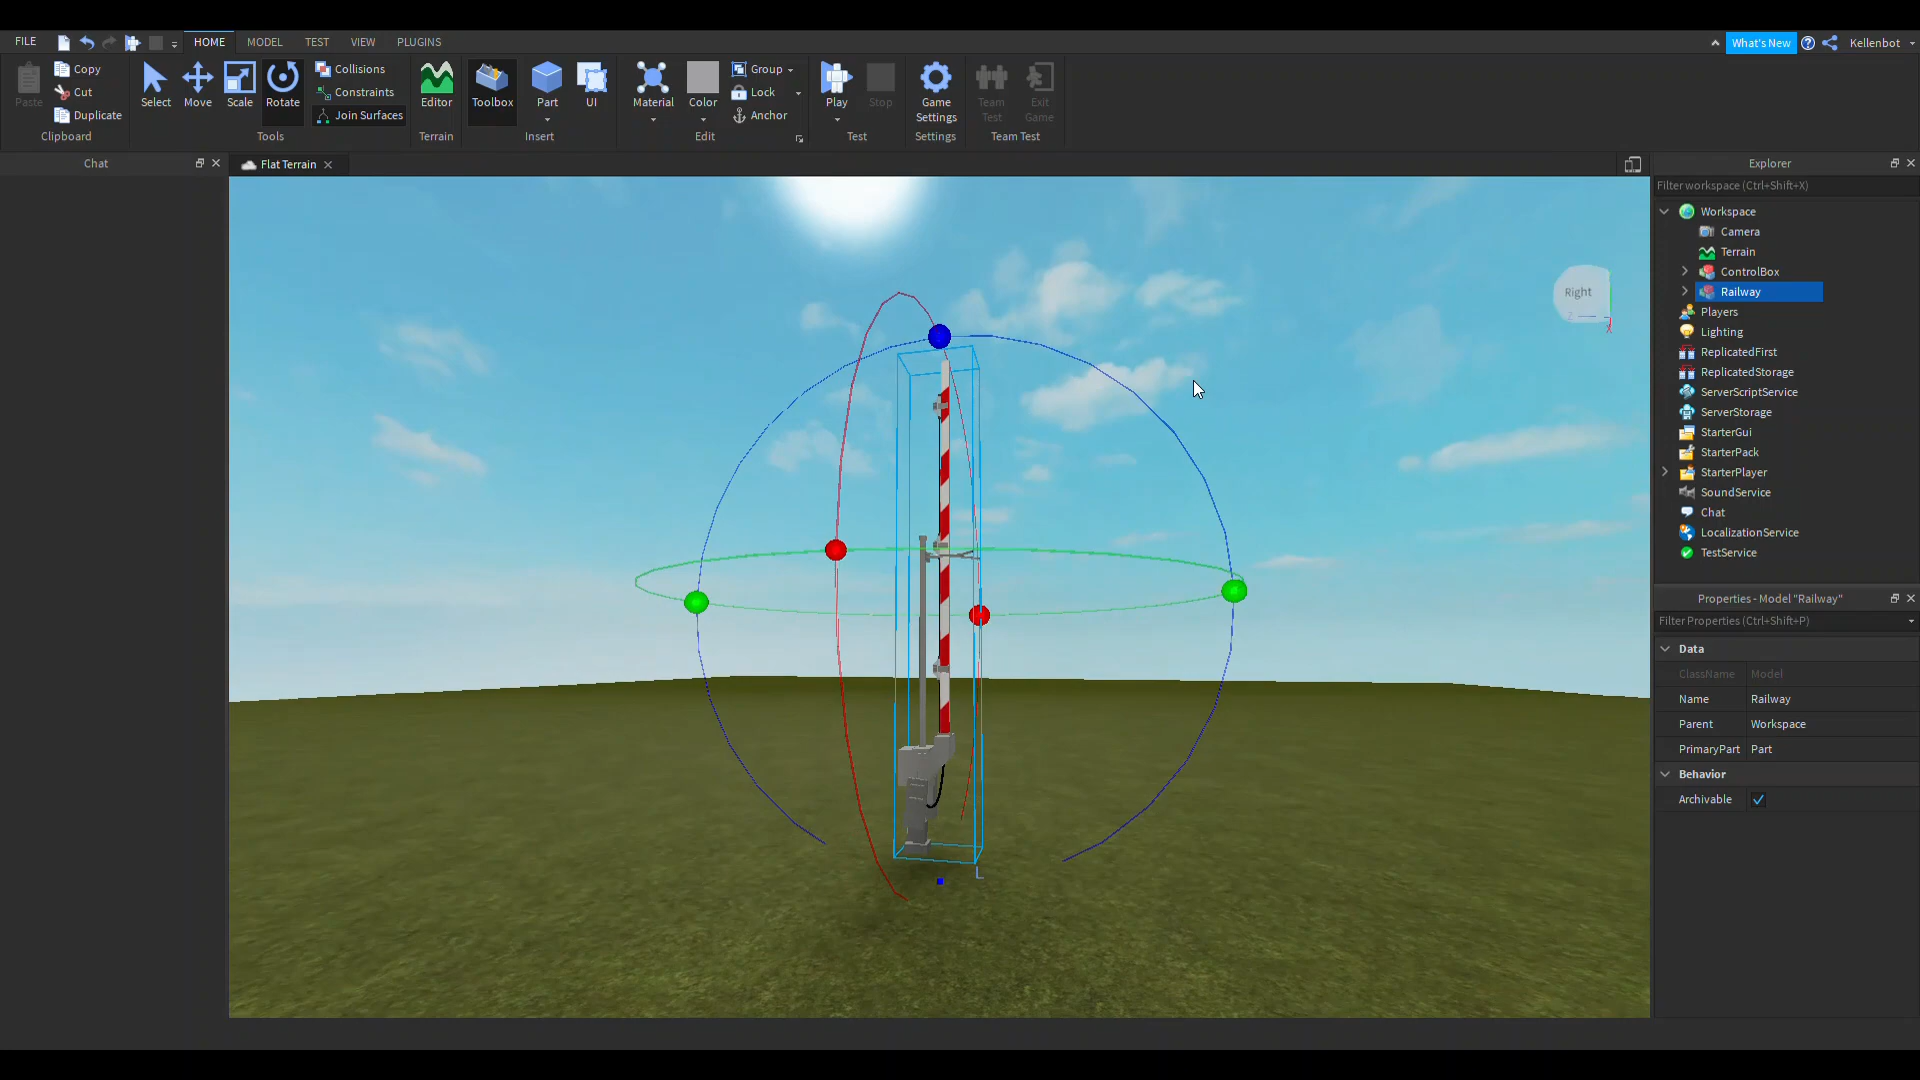 FILE HOME MODEL TEST VIEW PLUGINS What's New Kellenbot
Paste Copy Cut Duplicate Clipboard
Select Move Scale Rotate Collisions Constraints Join Surfaces Tools
Editor Terrain
Toolbox Part UI Insert
Material Color Group Lock Anchor Edit
Play Stop Test
Game Settings Settings
Team Test Exit Game Team Test
Chat
Flat Terrain
Right
Z
X
Explorer
Filter workspace (Ctrl+Shift+X)
Workspace
Camera
Terrain
ControlBox
Railway
Players
Lighting
ReplicatedFirst
ReplicatedStorage
ServerScriptService
ServerStorage
StarterGui
StarterPack
StarterPlayer
SoundService
Chat
LocalizationService
TestService
Properties - Model "Railway"
Filter Properties (Ctrl+Shift+P)
Data
ClassName Model
Name Railway
Parent Workspace
PrimaryPart Part
Behavior
Archivable